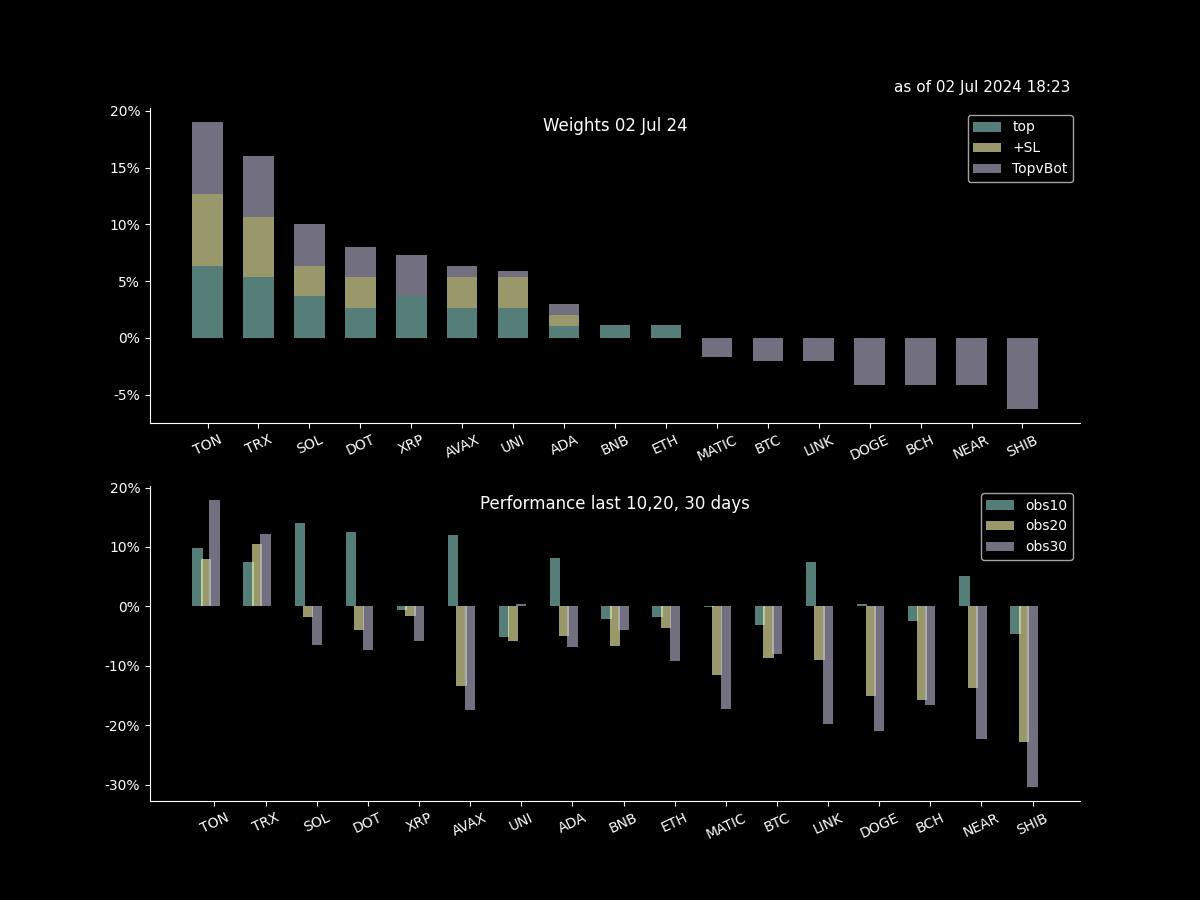 as of 02 Jul 2024 18:23
Weights 02 Jul 24
top
+SL
TopvBot
20%
15%
10%
5%
0%
-5%
TON TRX SOL DOT XRP AVAX UNI ADA BNB ETH MATIC BTC LINK DOGE BCH NEAR SHIB
Performance last 10,20, 30 days
obs10
obs20
obs30
20%
10%
0%
-10%
-20%
-30%
TON TRX SOL DOT XRP AVAX UNI ADA BNB ETH MATIC BTC LINK DOGE BCH NEAR SHIB